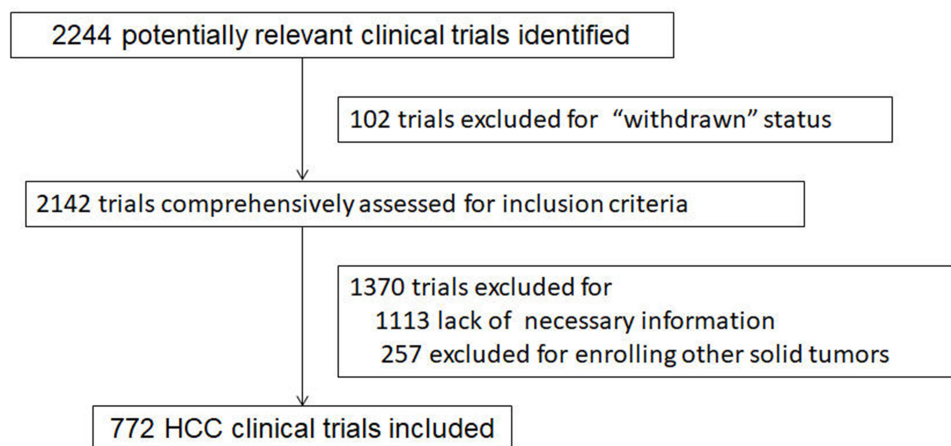 2244 potentially relevant clinical trials identified
102 trials excluded for “withdrawn” status
2142 trials comprehensively assessed for inclusion criteria
1370 trials excluded for
1113 lack of necessary information
257 excluded for enrolling other solid tumors
772 HCC clinical trials included